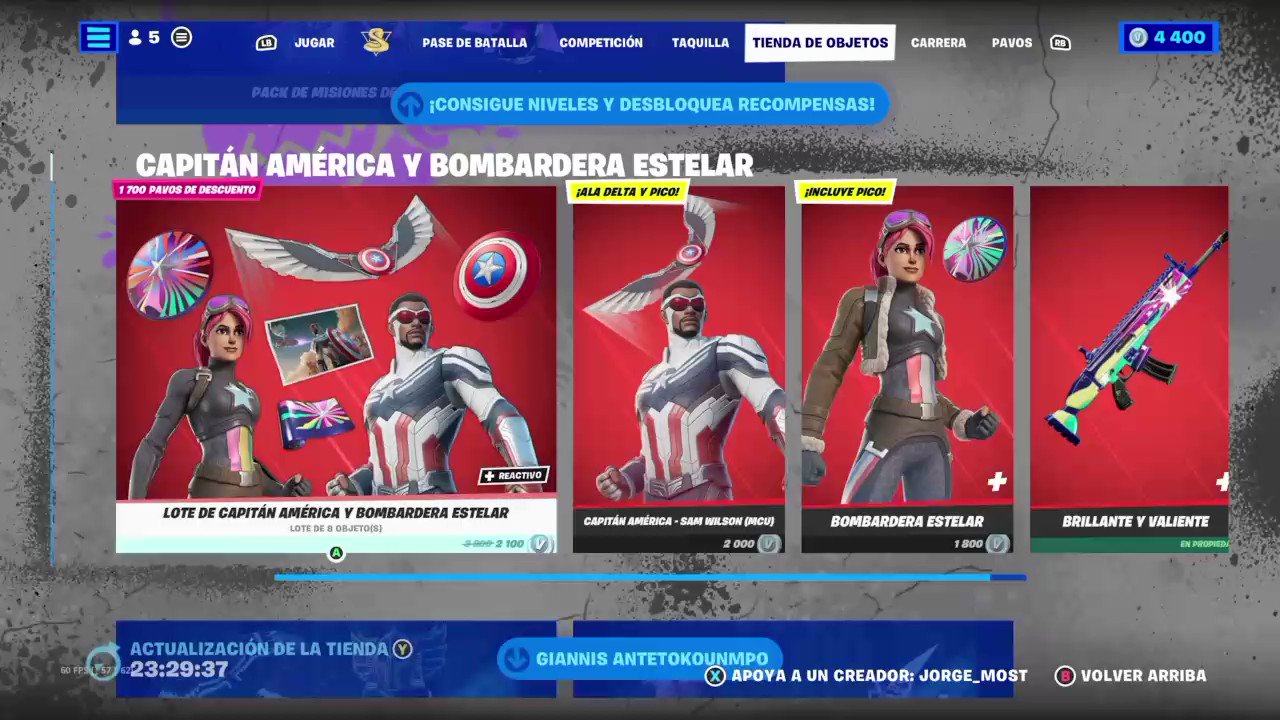 5
LB
JUGAR
S
PASE DE BATALLA
COMPETICIÓN
TAQUILLA
TIENDA DE OBJETOS
CARRERA
PAVOS
RB
V 4 400
PACK DE MISIONES DE
¡CONSIGUE NIVELES Y DESBLOQUEA RECOMPENSAS!
CAPITÁN AMÉRICA Y BOMBARDERA ESTELAR
1 700 PAVOS DE DESCUENTO
¡ALA DELTA Y PICO!
¡INCLUYE PICO!
+ REACTIVO
LOTE DE CAPITÁN AMÉRICA Y BOMBARDERA ESTELAR
LOTE DE 8 OBJETO(S)
3 800 2 100
A
CAPITÁN AMÉRICA - SAM WILSON (MCU)
2 000
BOMBARDERA ESTELAR
1 800
BRILLANTE Y VALIENTE
EN PROPIEDA
ACTUALIZACIÓN DE LA TIENDA Y
60 FPS
23:29:37
GIANNIS ANTETOKOUNMPO
X APOYA A UN CREADOR: JORGE_MOST
B VOLVER ARRIBA